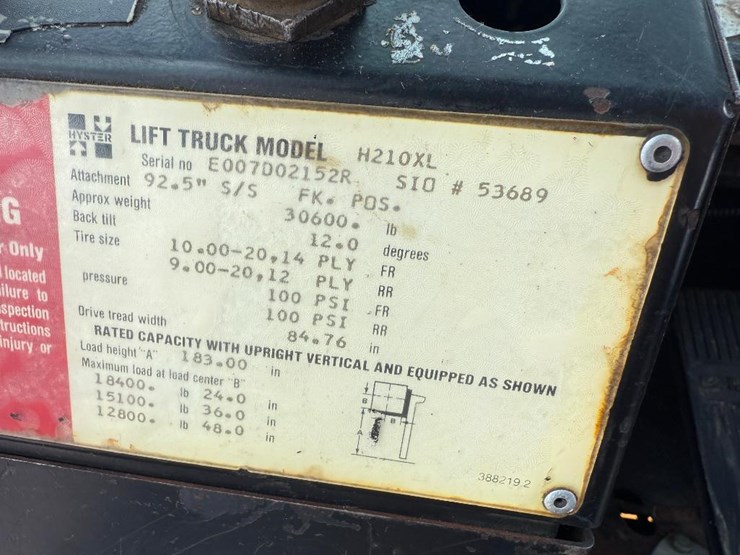 HYSTER
LIFT TRUCK MODEL H210XL
Serial no E007D02152R SIO # 53689
Attachment 92.5" S/S FK. POS.
Approx weight 30600. lb
Back tilt 12.0 degrees
Tire size 10.00-20,14 PLY FR
9.00-20,12 PLY RR
pressure 100 PSI FR
100 PSI RR
Drive tread width 84.76 in
RATED CAPACITY WITH UPRIGHT VERTICAL AND EQUIPPED AS SHOWN
Load height "A" 183.00 in
Maximum load at load center "B"
18400. lb 24.0 in
15100. lb 36.0 in
12800. lb 48.0 in
B
B
A
388219 2
G
Only
located
ilure to
spection
tructions
injury or